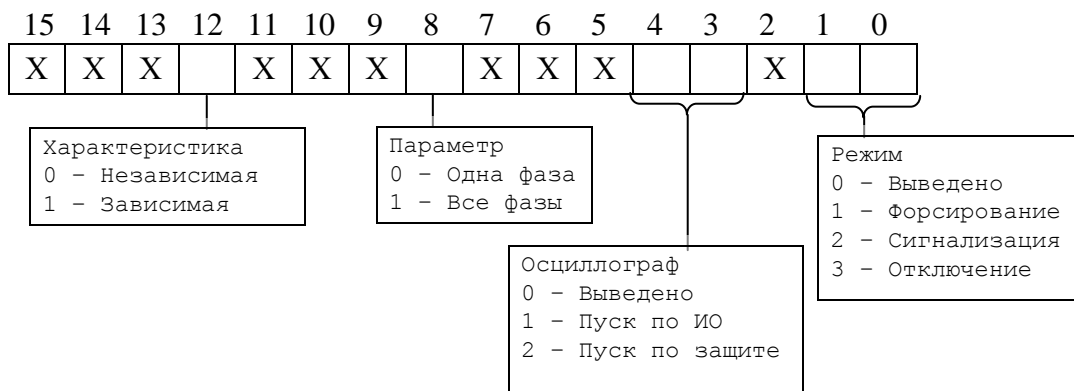 15 14 13 12 11 10 9 8 7 6 5 4 3 2 1 0
X X X X X X X X X X
Характеристика
0 – Независимая
1 – Зависимая
Параметр
0 – Одна фаза
1 – Все фазы
Осциллограф
0 – Выведено
1 – Пуск по ИО
2 – Пуск по защите
Режим
0 – Выведено
1 – Форсирование
2 – Сигнализация
3 – Отключение